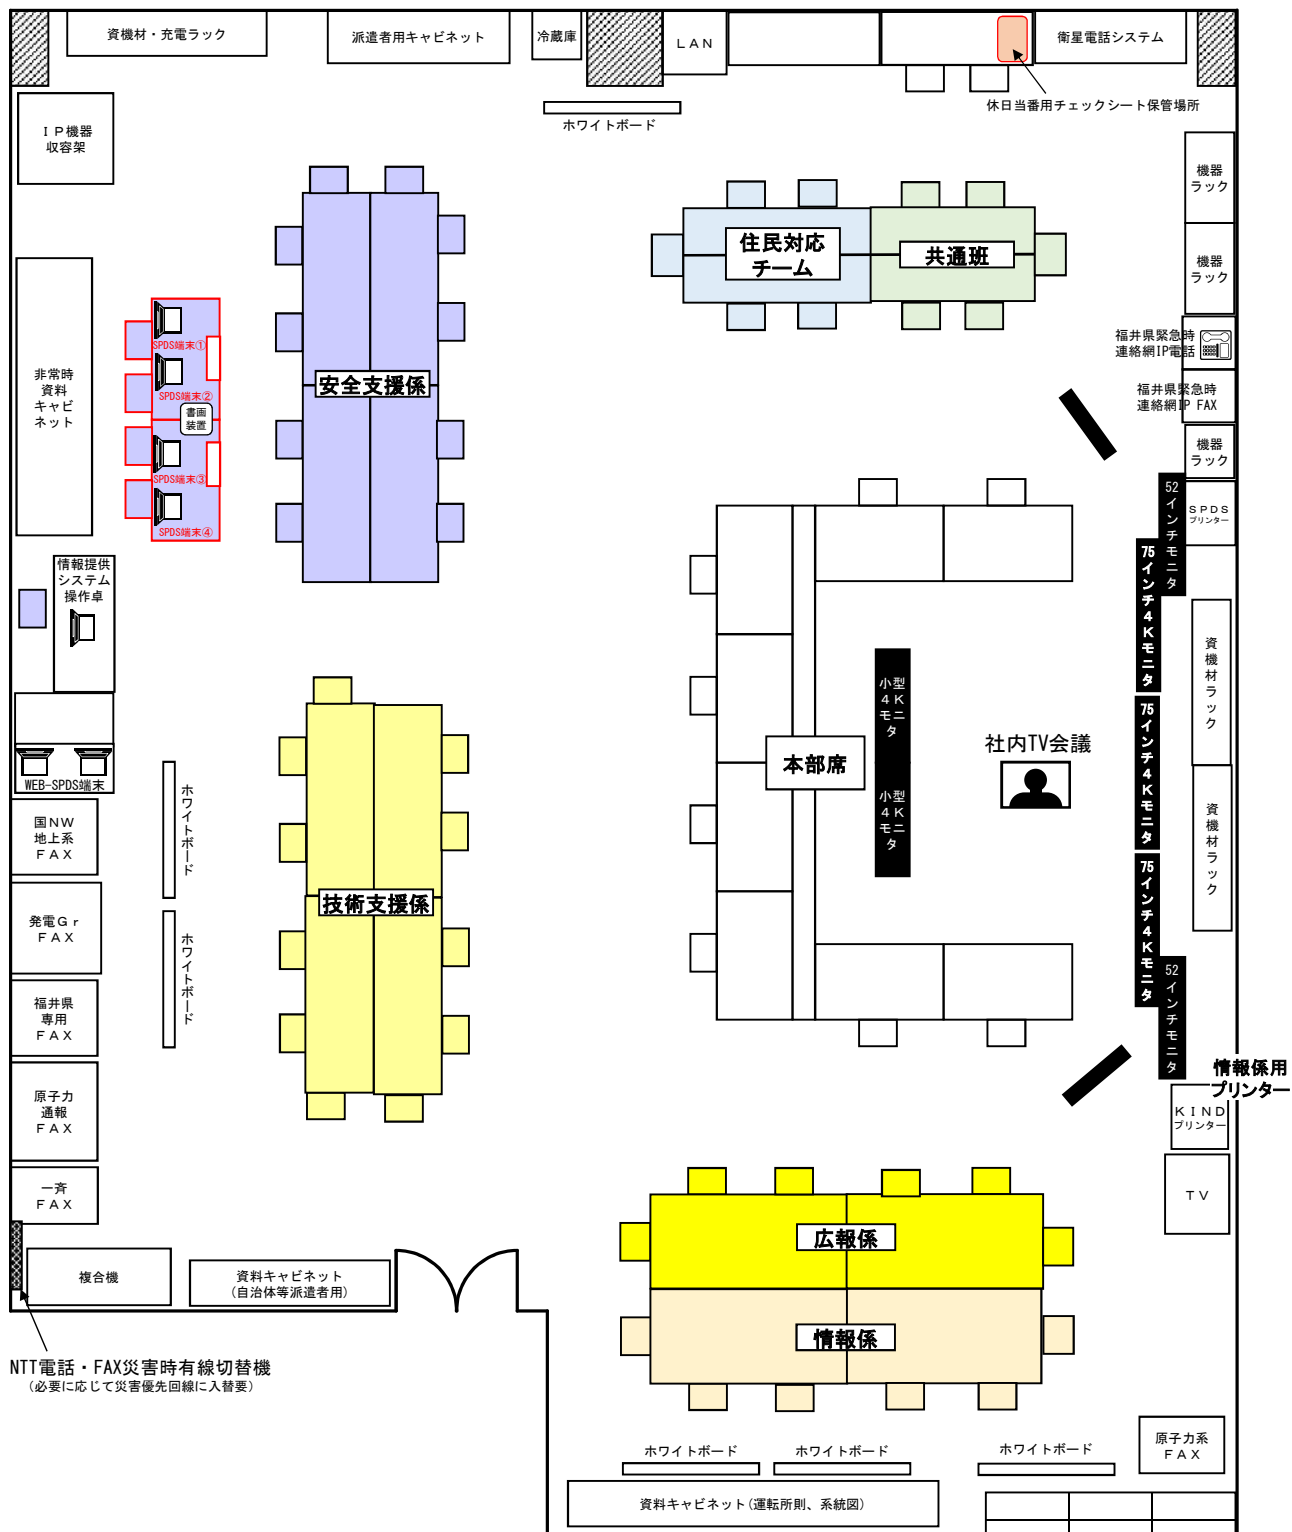 資機材・充電ラック
派遣者用キャビネット
冷蔵庫
ＬＡＮ
衛星電話システム
休日当番用チェックシート保管場所
ホワイトボード
ＩＰ機器
収容架
機器
ラック
機器
ラック
住民対応
チーム
共通班
福井県緊急時
連絡網IP電話
福井県緊急時
連絡網IP FAX
機器
ラック
非常時
資料
キャビ
ネット
SPDS端末①
SPDS端末②
書画
装置
SPDS端末③
SPDS端末④
安全支援係
52インチモニタ
ＳＰＤＳ
プリンター
75インチ4Kモニタ
情報提供
システム
操作卓
資機材ラック
小型
4K
モニ
タ
本部席
小型
4K
モニ
タ
社内TV会議
75インチ4Kモニタ
資機材ラック
WEB-SPDS端末
ホワイトボード
国ＮＷ
地上系
ＦＡＸ
発電Ｇｒ
ＦＡＸ
技術支援係
ホワイトボード
75インチ4Kモニタ
52インチモニタ
福井県
専用
ＦＡＸ
原子力
通報
ＦＡＸ
情報係用
プリンター
ＫＩＮＤ
プリンター
一斉
ＦＡＸ
ＴＶ
複合機
資料キャビネット
(自治体等派遣者用)
広報係
情報係
NTT電話・FAX災害時有線切替機
(必要に応じて災害優先回線に入替要)
ホワイトボード
ホワイトボード
ホワイトボード
原子力系
ＦＡＸ
資料キャビネット(運転所則、系統図)